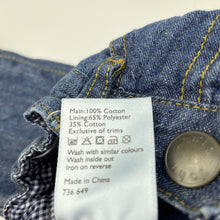 Main:100% Cotton
Lining:65% Polyester
35% Cotton
Exclusive of trims
Wash with similar colours
Wash inside out
Iron on reverse
Made in China
736 649